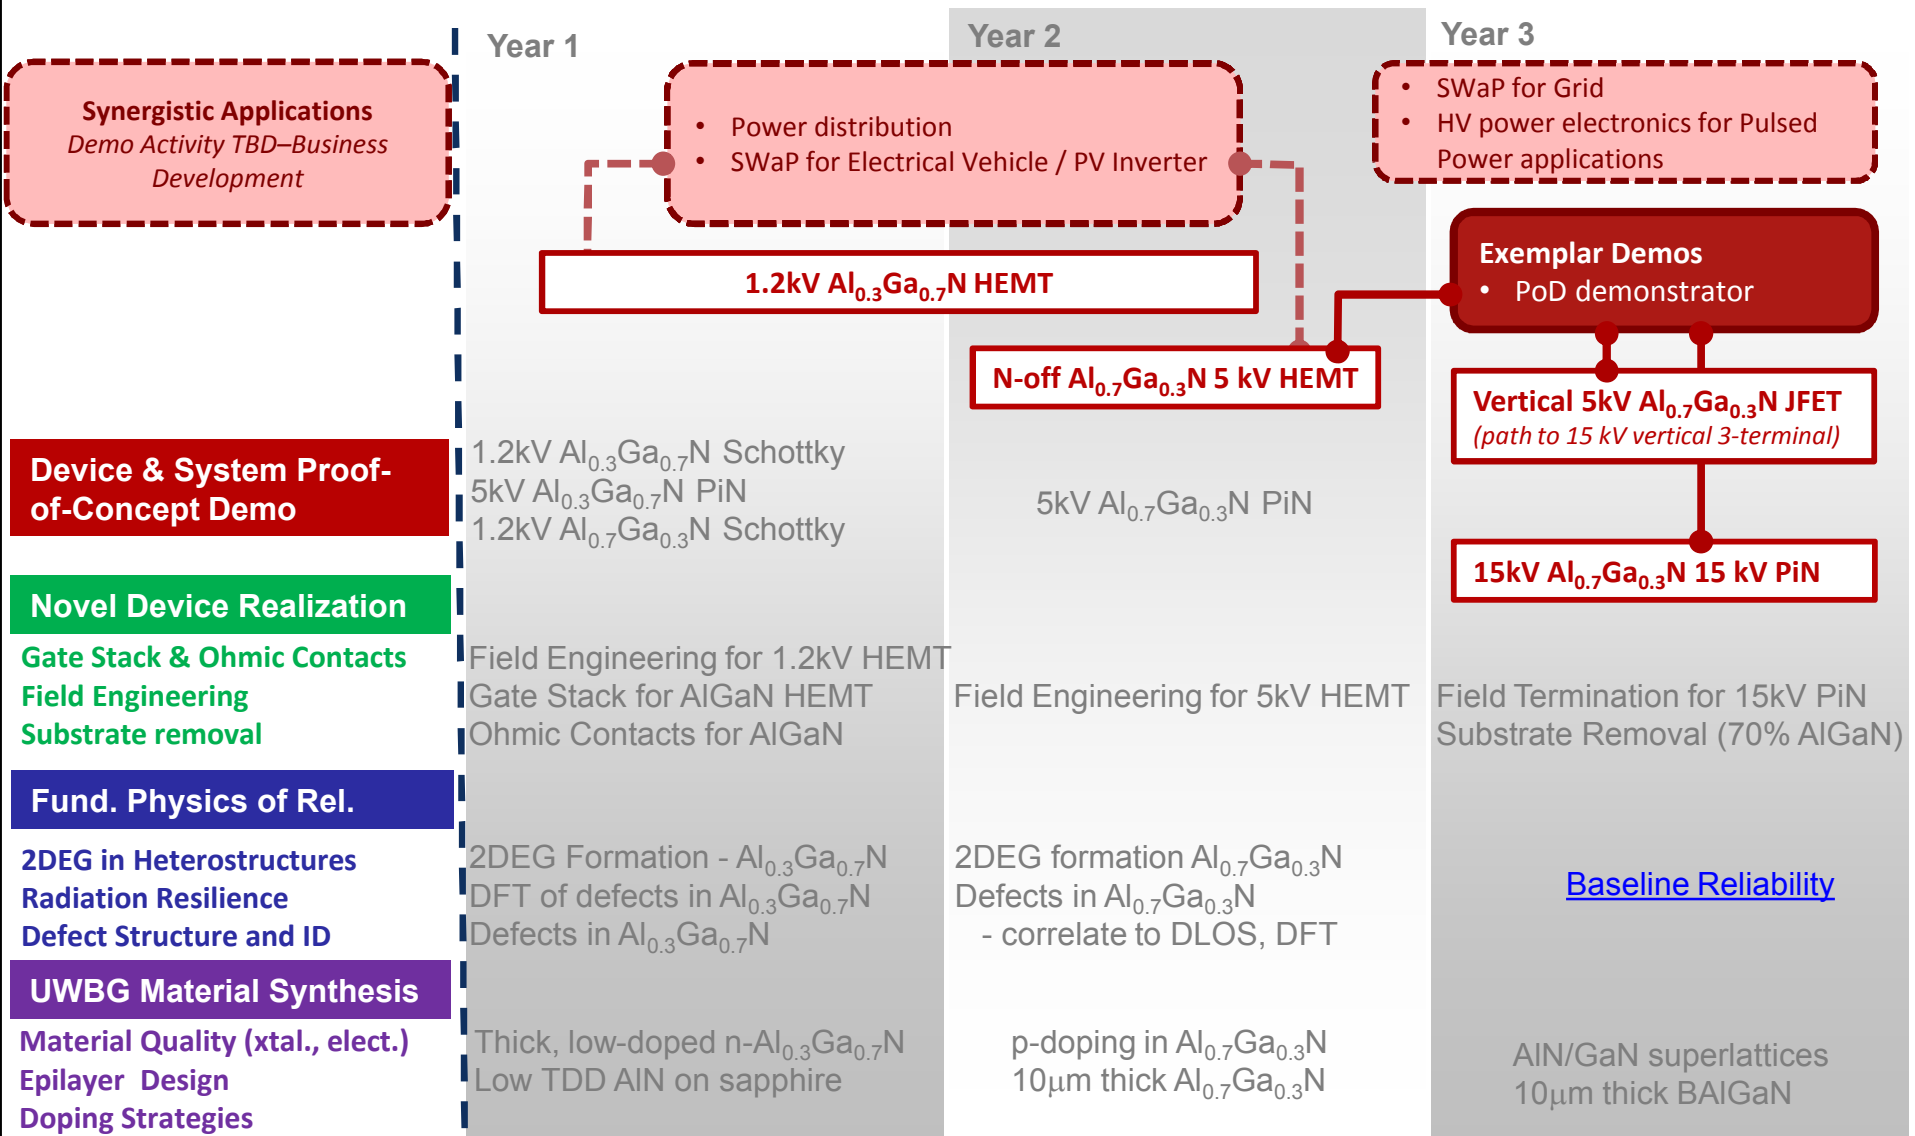 Year 1
Year 2
Year 3
Synergistic Applications
Demo Activity TBD–Business
Development
• Power distribution
• SWaP for Electrical Vehicle / PV Inverter
• SWaP for Grid
• HV power electronics for Pulsed
Power applications
1.2kV Al0.3Ga0.7N HEMT
Exemplar Demos
• PoD demonstrator
N-off Al0.7Ga0.3N 5 kV HEMT
Vertical 5kV Al0.7Ga0.3N JFET
(path to 15 kV vertical 3-terminal)
Device & System Proof-
of-Concept Demo
1.2kV Al0.3Ga0.7N Schottky
5kV Al0.3Ga0.7N PiN
1.2kV Al0.7Ga0.3N Schottky
5kV Al0.7Ga0.3N PiN
15kV Al0.7Ga0.3N 15 kV PiN
Novel Device Realization
Gate Stack & Ohmic Contacts
Field Engineering
Substrate removal
Field Engineering for 1.2kV HEMT
Gate Stack for AlGaN HEMT
Ohmic Contacts for AlGaN
Field Engineering for 5kV HEMT
Field Termination for 15kV PiN
Substrate Removal (70% AlGaN)
Fund. Physics of Rel.
2DEG in Heterostructures
Radiation Resilience
Defect Structure and ID
2DEG Formation - Al0.3Ga0.7N
DFT of defects in Al0.3Ga0.7N
Defects in Al0.3Ga0.7N
2DEG formation Al0.7Ga0.3N
Defects in Al0.7Ga0.3N
- correlate to DLOS, DFT
Baseline Reliability
UWBG Material Synthesis
Material Quality (xtal., elect.)
Epilayer Design
Doping Strategies
Thick, low-doped n-Al0.3Ga0.7N
Low TDD AlN on sapphire
p-doping in Al0.7Ga0.3N
10μm thick Al0.7Ga0.3N
AlN/GaN superlattices
10μm thick BAlGaN